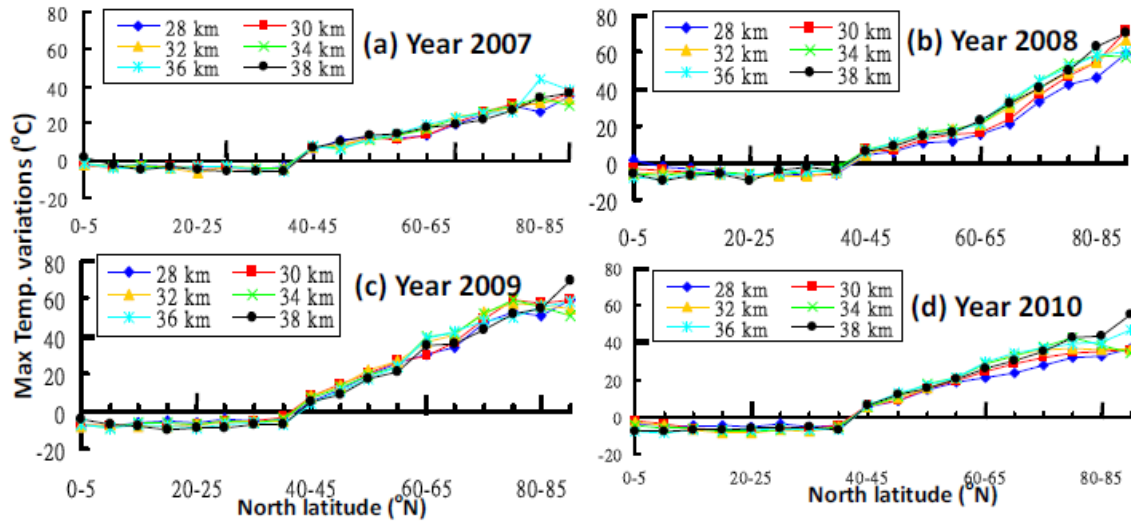 80
60
40
20
0
-20
28 km 30 km
32 km 34 km
36 km 38 km
(a) Year 2007
0-5 20-25 40-45 60-65 80-85
80
60
40
20
0
-20
28 km 30 km
32 km 34 km
36 km 38 km
(b) Year 2008
0-5 20-25 40-45 60-65 80-85
Max Temp. variations (°C)
80
60
40
20
0
-20
28 km 30 km
32 km 34 km
36 km 38 km
(c) Year 2009
0-5 20-25 40-45 60-65 80-85
North latitude (°N)
80
60
40
20
0
-20
28 km 30 km
32 km 34 km
36 km 38 km
(d) Year 2010
0-5 20-25 40-45 60-65 80-85
North latitude (°N)